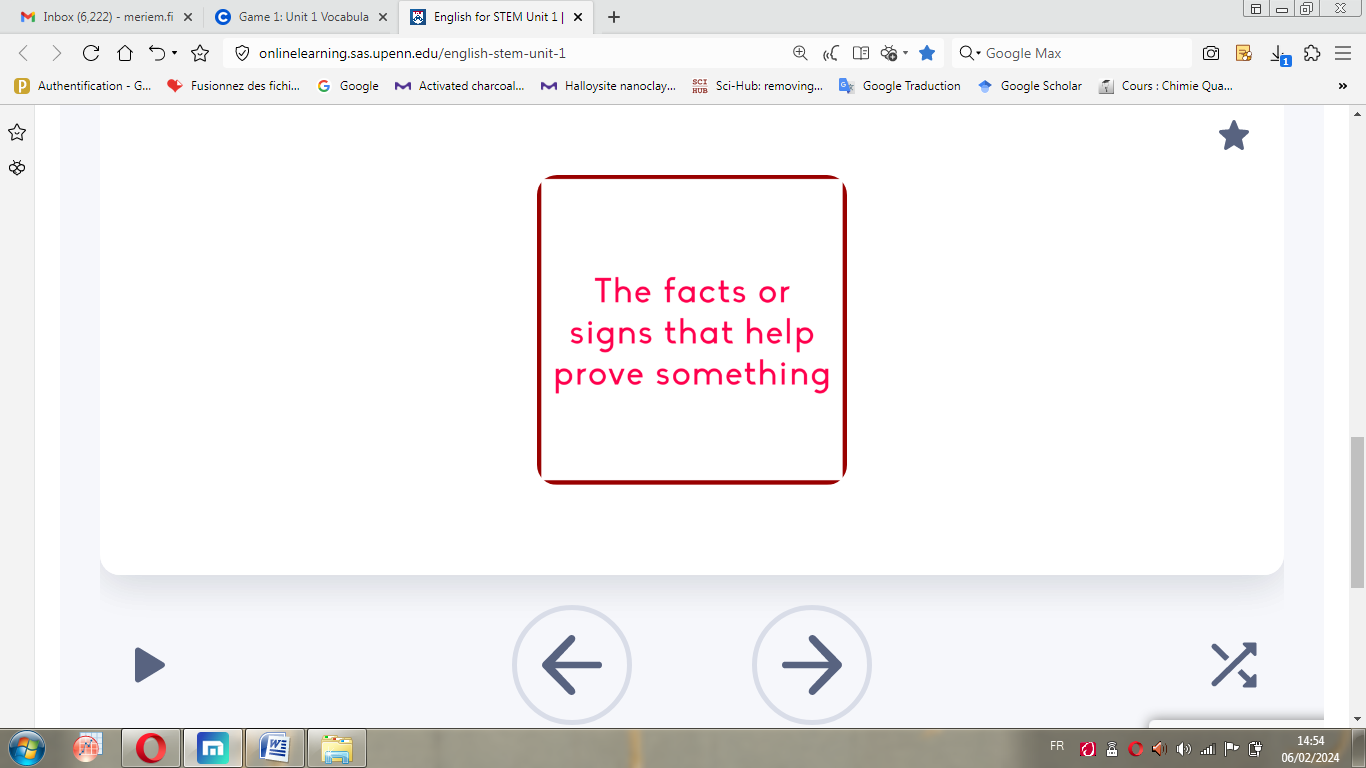 Inbox (6,222) - meriem.fi
Game 1: Unit 1 Vocabula
English for STEM Unit 1 |
onlinelearning.sas.upenn.edu/english-stem-unit-1
Google Max
1
Authentification - G...
Fusionnez des fichi...
Google
Activated charcoal...
Halloysite nanoclay...
SCI HUB
Sci-Hub: removing...
Google Traduction
Google Scholar
Cours : Chimie Qua...
»
The facts or
signs that help
prove something
FR
14:54
06/02/2024